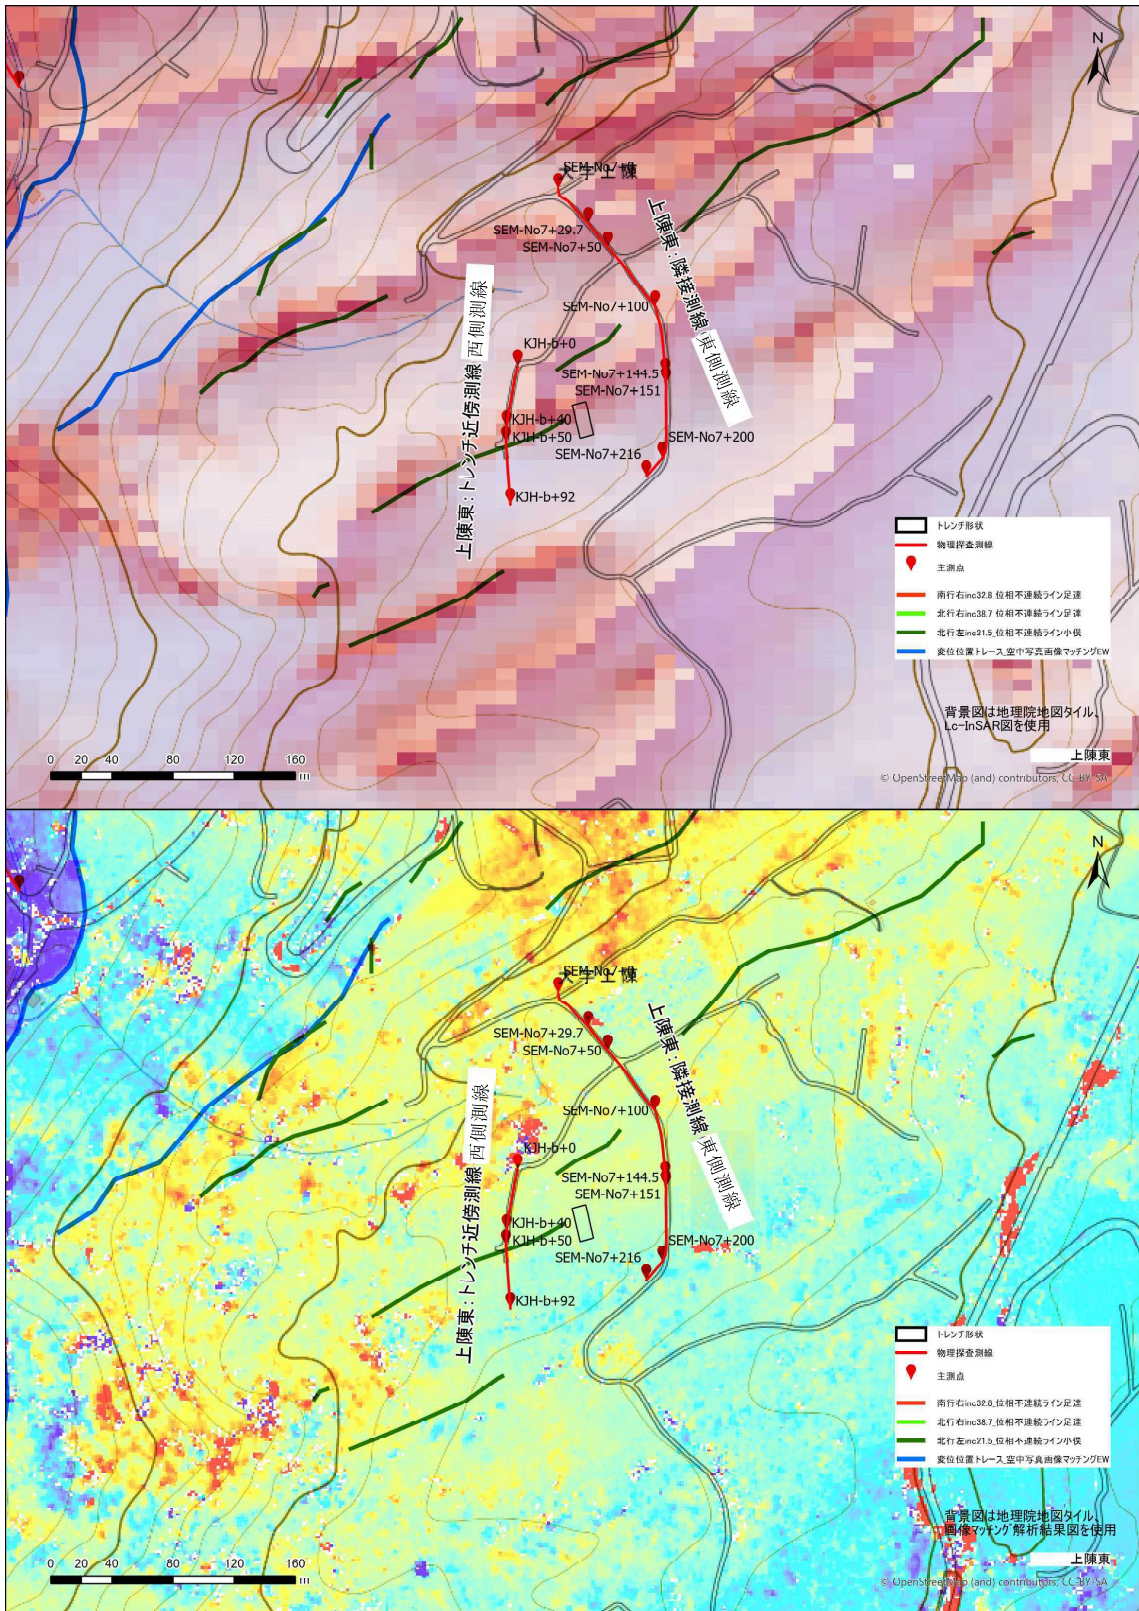 N
SEM-No7+0
大字上陳
SEM-No7+29.7
SEM-No7+50
上陳東：隣接測線 東側測線
SEM-No7+100
上陳東：トレンチ近傍測線 西側測線
KJH-b+0
SEM-No7+144.5
SEM-No7+151
KJH-b+40
KJH-b+50
SEM-No7+200
SEM-No7+216
KJH-b+92
トレンチ形状
物理探査測線
主測点
南行右inc32.8_位相不連続ライン足達
北行右inc38.7_位相不連続ライン足達
北行左inc21.5_位相不連続ライン小俣
変位位置トレース_空中写真画像マッチングEW
背景図は地理院地図タイル、
Lc-InSAR図を使用
上陳東
0 20 40 80 120 160
m
© OpenStreetMap (and) contributors, CC-BY-SA
N
SEM-No7+0
大字上陳
SEM-No7+29.7
SEM-No7+50
上陳東：隣接測線 東側測線
SEM-No7+100
上陳東：トレンチ近傍測線 西側測線
KJH-b+0
SEM-No7+144.5
SEM-No7+151
KJH-b+40
KJH-b+50
SEM-No7+200
SEM-No7+216
KJH-b+92
トレンチ形状
物理探査測線
主測点
南行右inc32.8_位相不連続ライン足達
北行右inc38.7_位相不連続ライン足達
北行左inc21.5_位相不連続ライン小俣
変位位置トレース_空中写真画像マッチングEW
背景図は地理院地図タイル、
画像マッチング解析結果図を使用
上陳東
0 20 40 80 120 160
m
© OpenStreetMap (and) contributors, CC-BY-SA